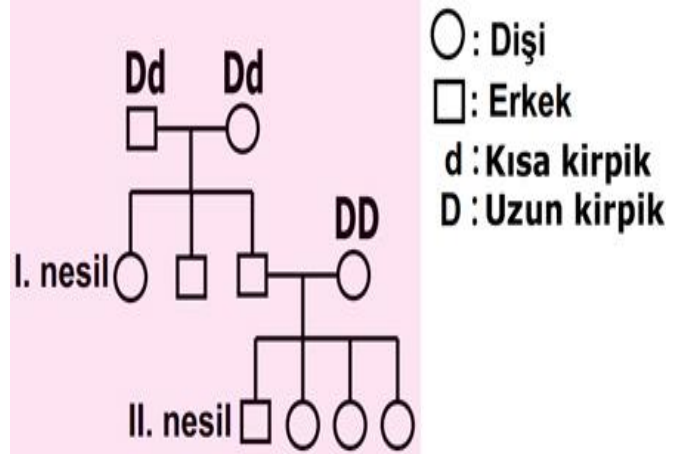 Dd Dd
DD
I. nesil
II. nesil
: Dişi
: Erkek
d : Kısa kirpik
D : Uzun kirpik